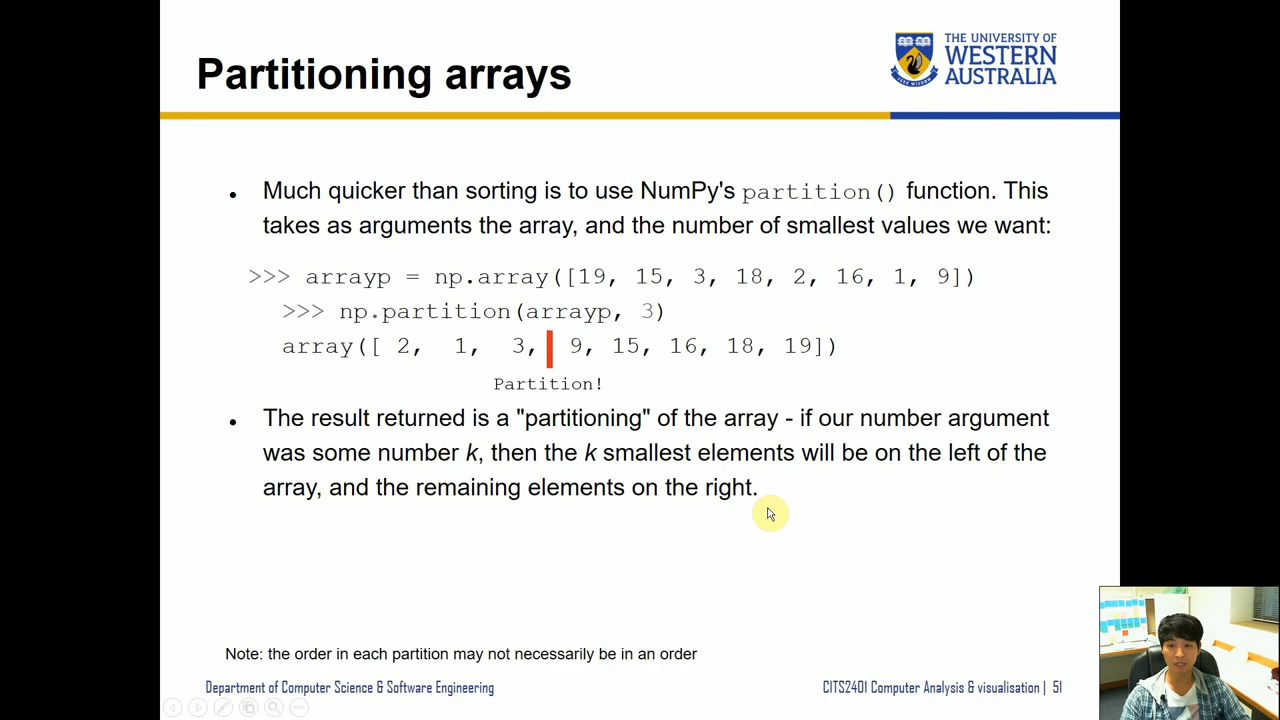 THE UNIVERSITY OF
WESTERN
AUSTRALIA
Partitioning arrays
• Much quicker than sorting is to use NumPy's partition() function. This
takes as arguments the array, and the number of smallest values we want:
>>> arrayp = np.array([19, 15, 3, 18, 2, 16, 1, 9])
>>> np.partition(arrayp, 3)
array([ 2, 1, 3, 9, 15, 16, 18, 19])
Partition!
• The result returned is a "partitioning" of the array - if our number argument
was some number k, then the k smallest elements will be on the left of the
array, and the remaining elements on the right.
Note: the order in each partition may not necessarily be in an order
Department of Computer Science & Software Engineering
CITS2401 Computer Analysis & visualisation | 51